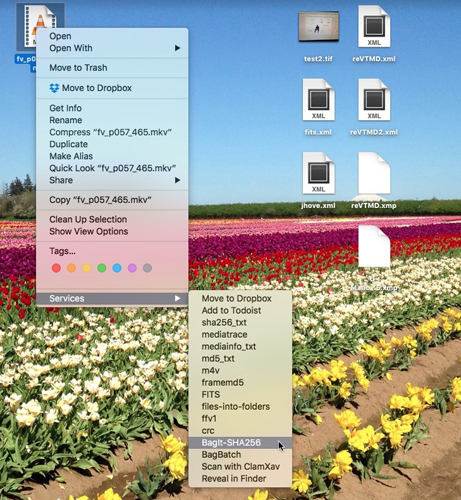 fv_p0
Open
Open With
Move to Trash
Move to Dropbox
Get Info
Rename
Compress “fv_p057_465.mkv”
Duplicate
Make Alias
Quick Look “fv_p057_465.mkv”
Share
Copy “fv_p057_465.mkv”
Clean Up Selection
Show View Options
Tags...
Services
Move to Dropbox
Add to Todoist
sha256_txt
mediatrace
mediainfo_txt
md5_txt
m4v
framemd5
FITS
files-into-folders
ffv1
crc
BagIt-SHA256
BagBatch
Scan with ClamXav
Reveal in Finder
test2.tif
XML
reVTMD.xml
XML
fits.xml
XML
reVTMD2.xml
XML
jhove.xml
reVTMD.xmp